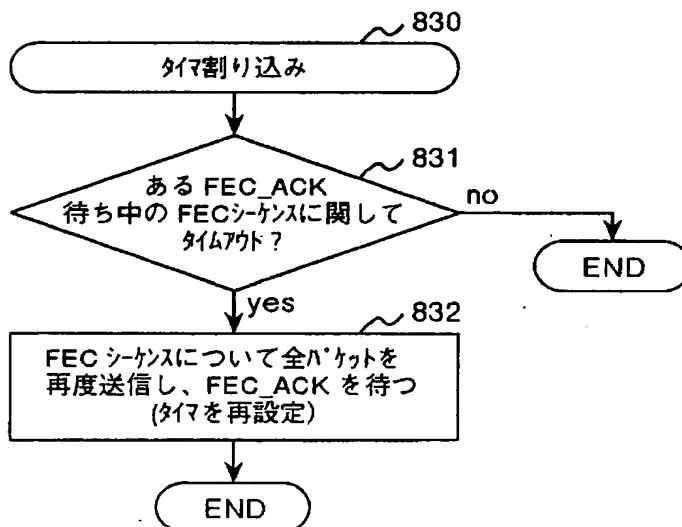 830
タイマ割り込み
831
ある FEC_ACK
待ち中の FECシーケンスに関して
タイムアウト?
no
END
yes
832
FEC シーケンスについて全パケットを
再度送信し、FEC_ACK を待つ
(タイマを再設定)
END